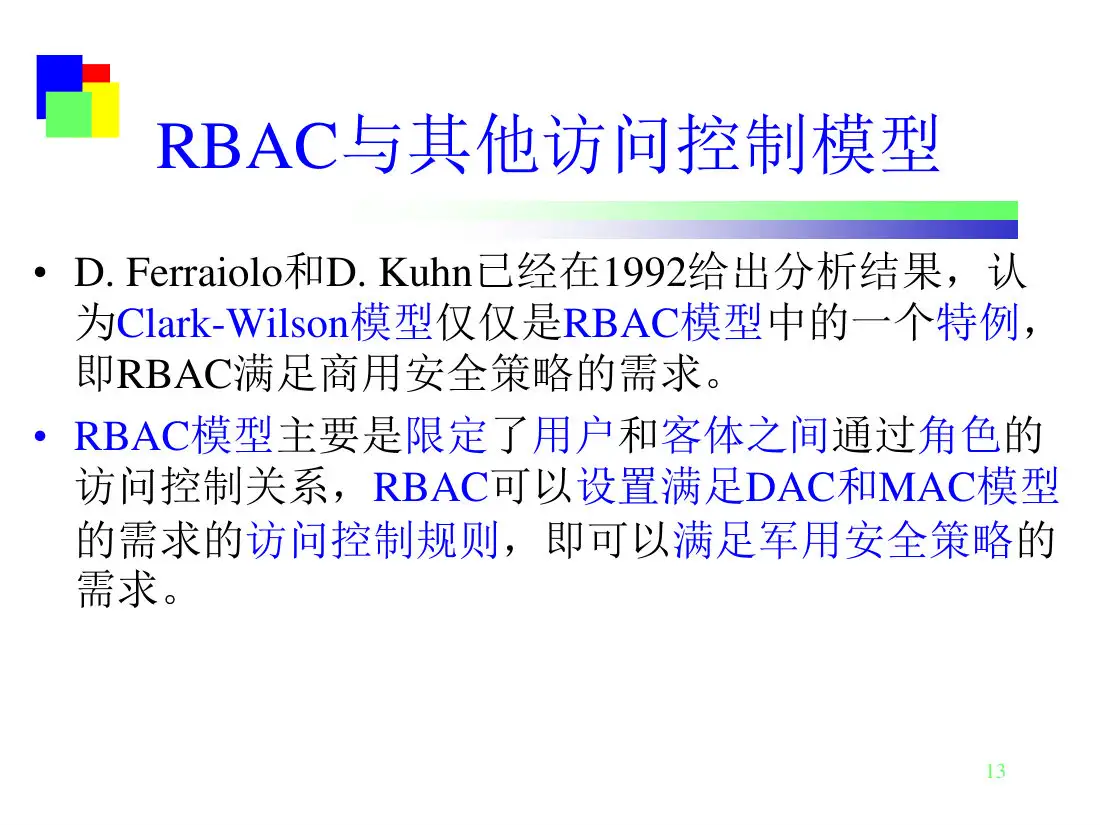 RBAC与其他访问控制模型
• D. Ferraiolo和D. Kuhn已经在1992给出分析结果，认
为Clark-Wilson模型仅仅是RBAC模型中的一个特例，
即RBAC满足商用安全策略的需求。
• RBAC模型主要是限定了用户和客体之间通过角色的
访问控制关系，RBAC可以设置满足DAC和MAC模型
的需求的访问控制规则，即可以满足军用安全策略的
需求。
13